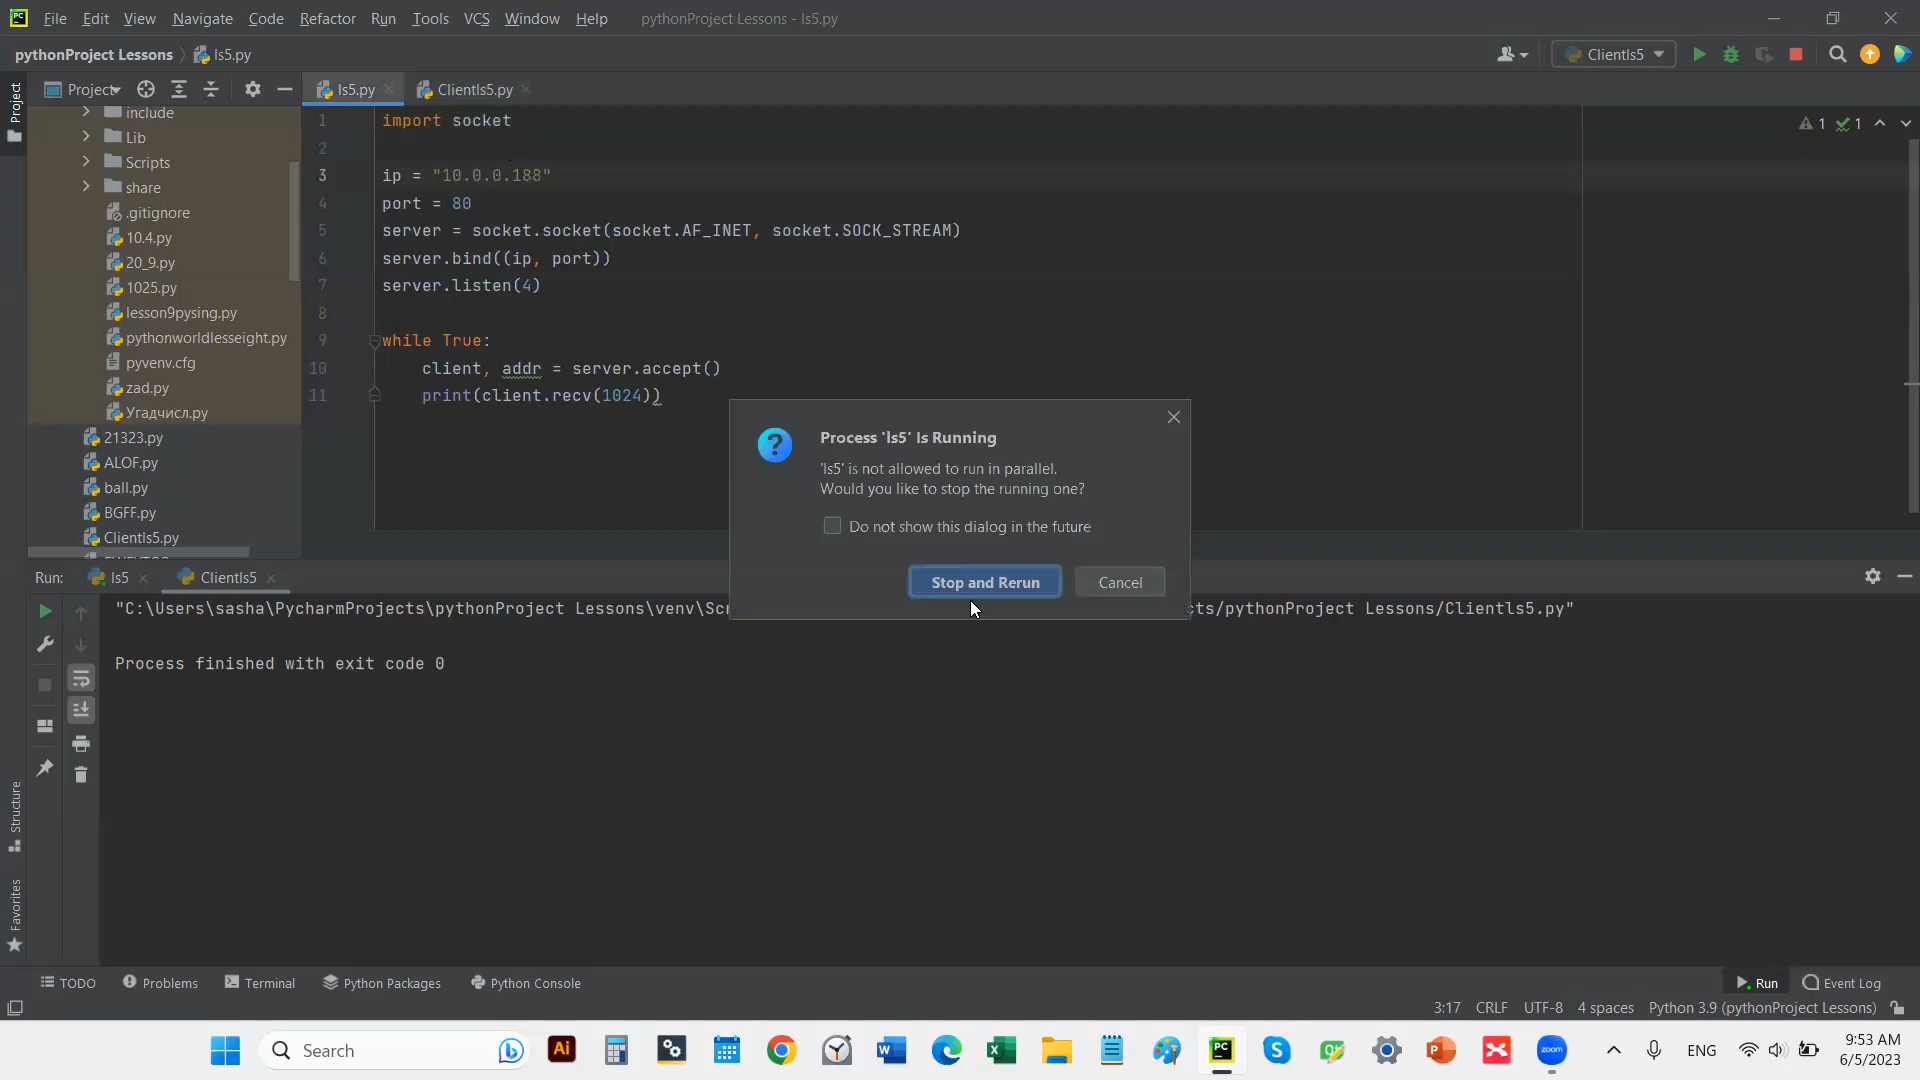 File Edit View Navigate Code Refactor Run Tools VCS Window Help pythonProject Lessons - ls5.py
pythonProject Lessons ls5.py
Clientls5
Project
Project
ls5.py
Clientls5.py
include
Lib
Scripts
share
.gitignore
10.4.py
20_9.py
1025.py
lesson9pysing.py
pythonworldlesseight.py
pyvenv.cfg
zad.py
Угадчисл.py
21323.py
ALOF.py
ball.py
BGFF.py
Clientls5.py
1 import socket
2
3 ip = "10.0.0.188"
4 port = 80
5 server = socket.socket(socket.AF_INET, socket.SOCK_STREAM)
6 server.bind((ip, port))
7 server.listen(4)
8
9 while True:
10 client, addr = server.accept()
11 print(client.recv(1024))
1 1
Process 'ls5' Is Running
'ls5' is not allowed to run in parallel.
Would you like to stop the running one?
Do not show this dialog in the future
Stop and Rerun Cancel
Run: ls5 Clientls5
"C:\Users\sasha\PycharmProjects\pythonProject Lessons\venv\Scr cts/pythonProject Lessons/Clientls5.py"
Process finished with exit code 0
Structure
Favorites
TODO Problems Terminal Python Packages Python Console Run Event Log
3:17 CRLF UTF-8 4 spaces Python 3.9 (pythonProject Lessons)
Search
Ai
zoom
ENG
9:53 AM
6/5/2023